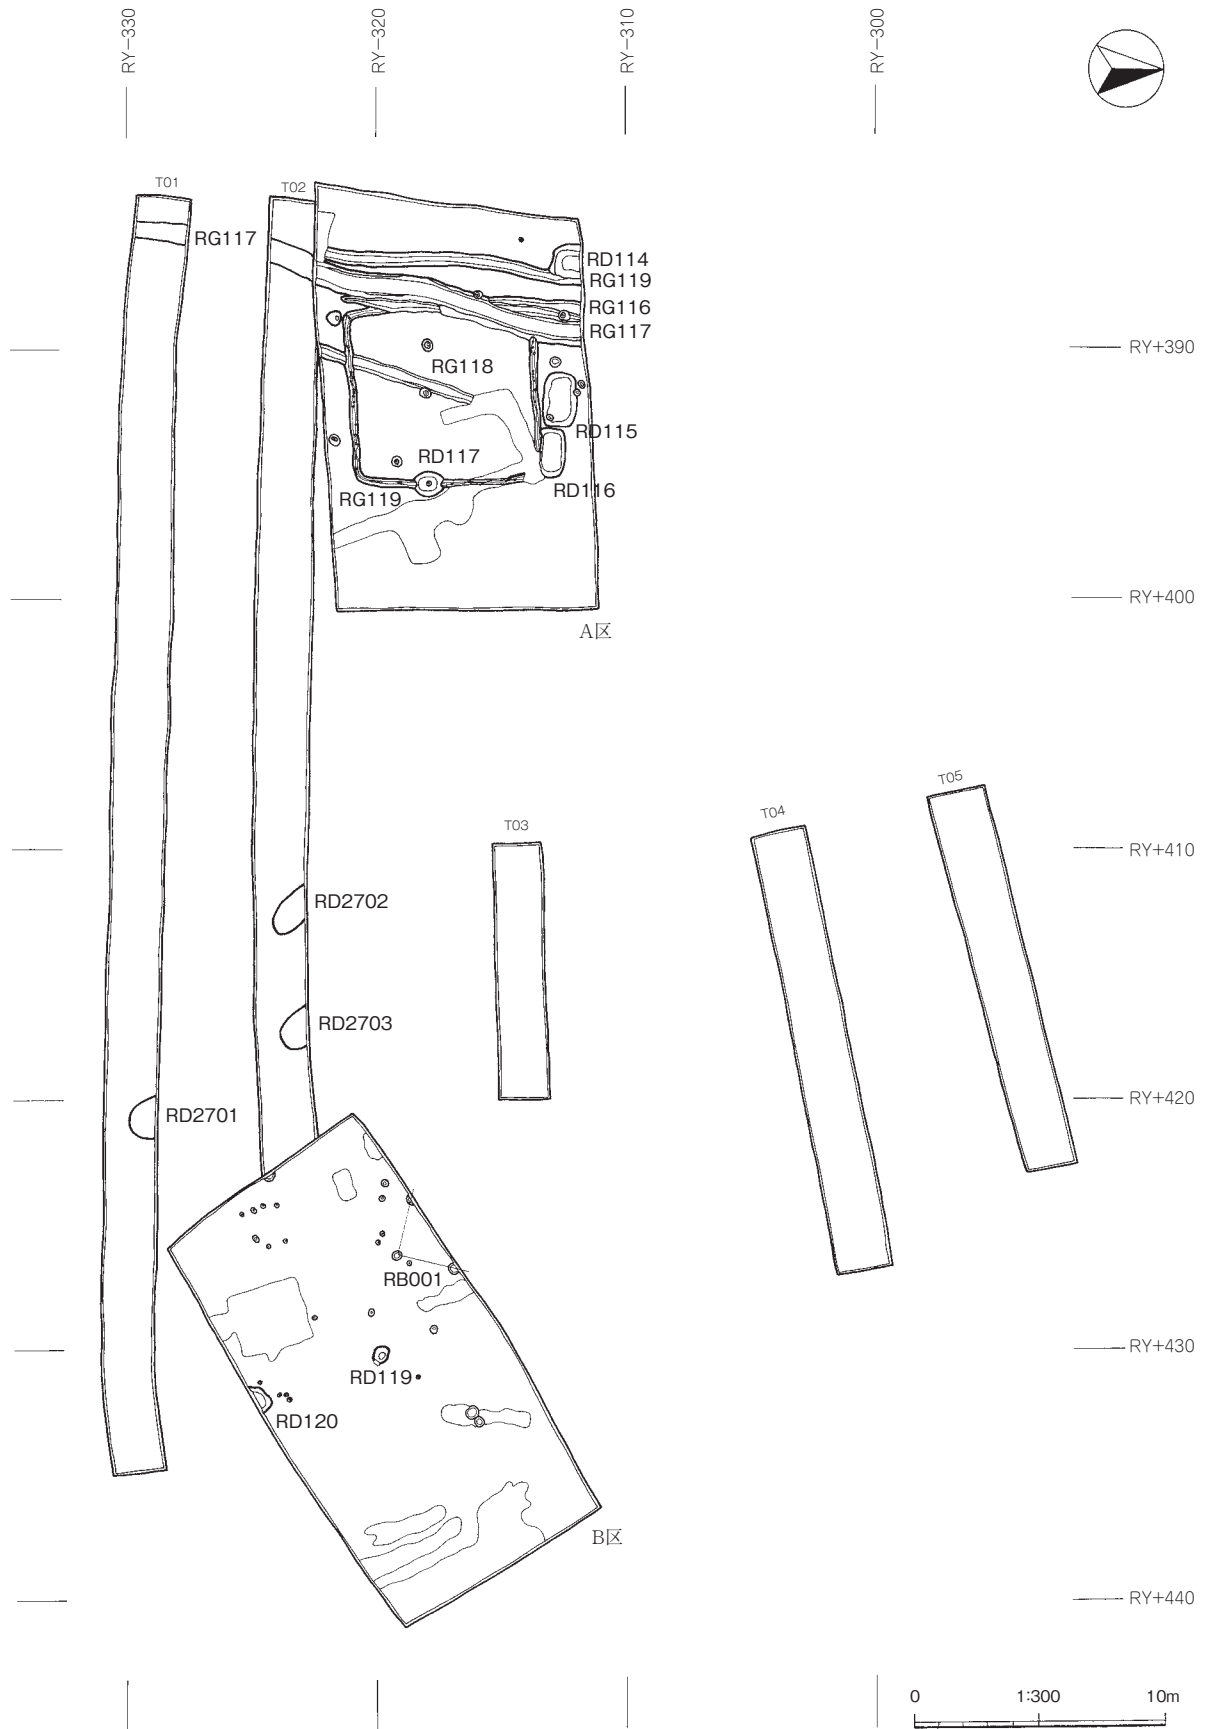 RY-330
RY-320
RY-310
RY-300
T01
T02
RG117
RD114
RG119
RG116
RG117
RY+390
RG118
RD115
RD117
RD116
RG119
RY+400
A区
T05
T04
T03
RY+410
RD2702
RD2703
RD2701
RY+420
RB001
RY+430
RD119
RD120
B区
RY+440
0 1:300 10m